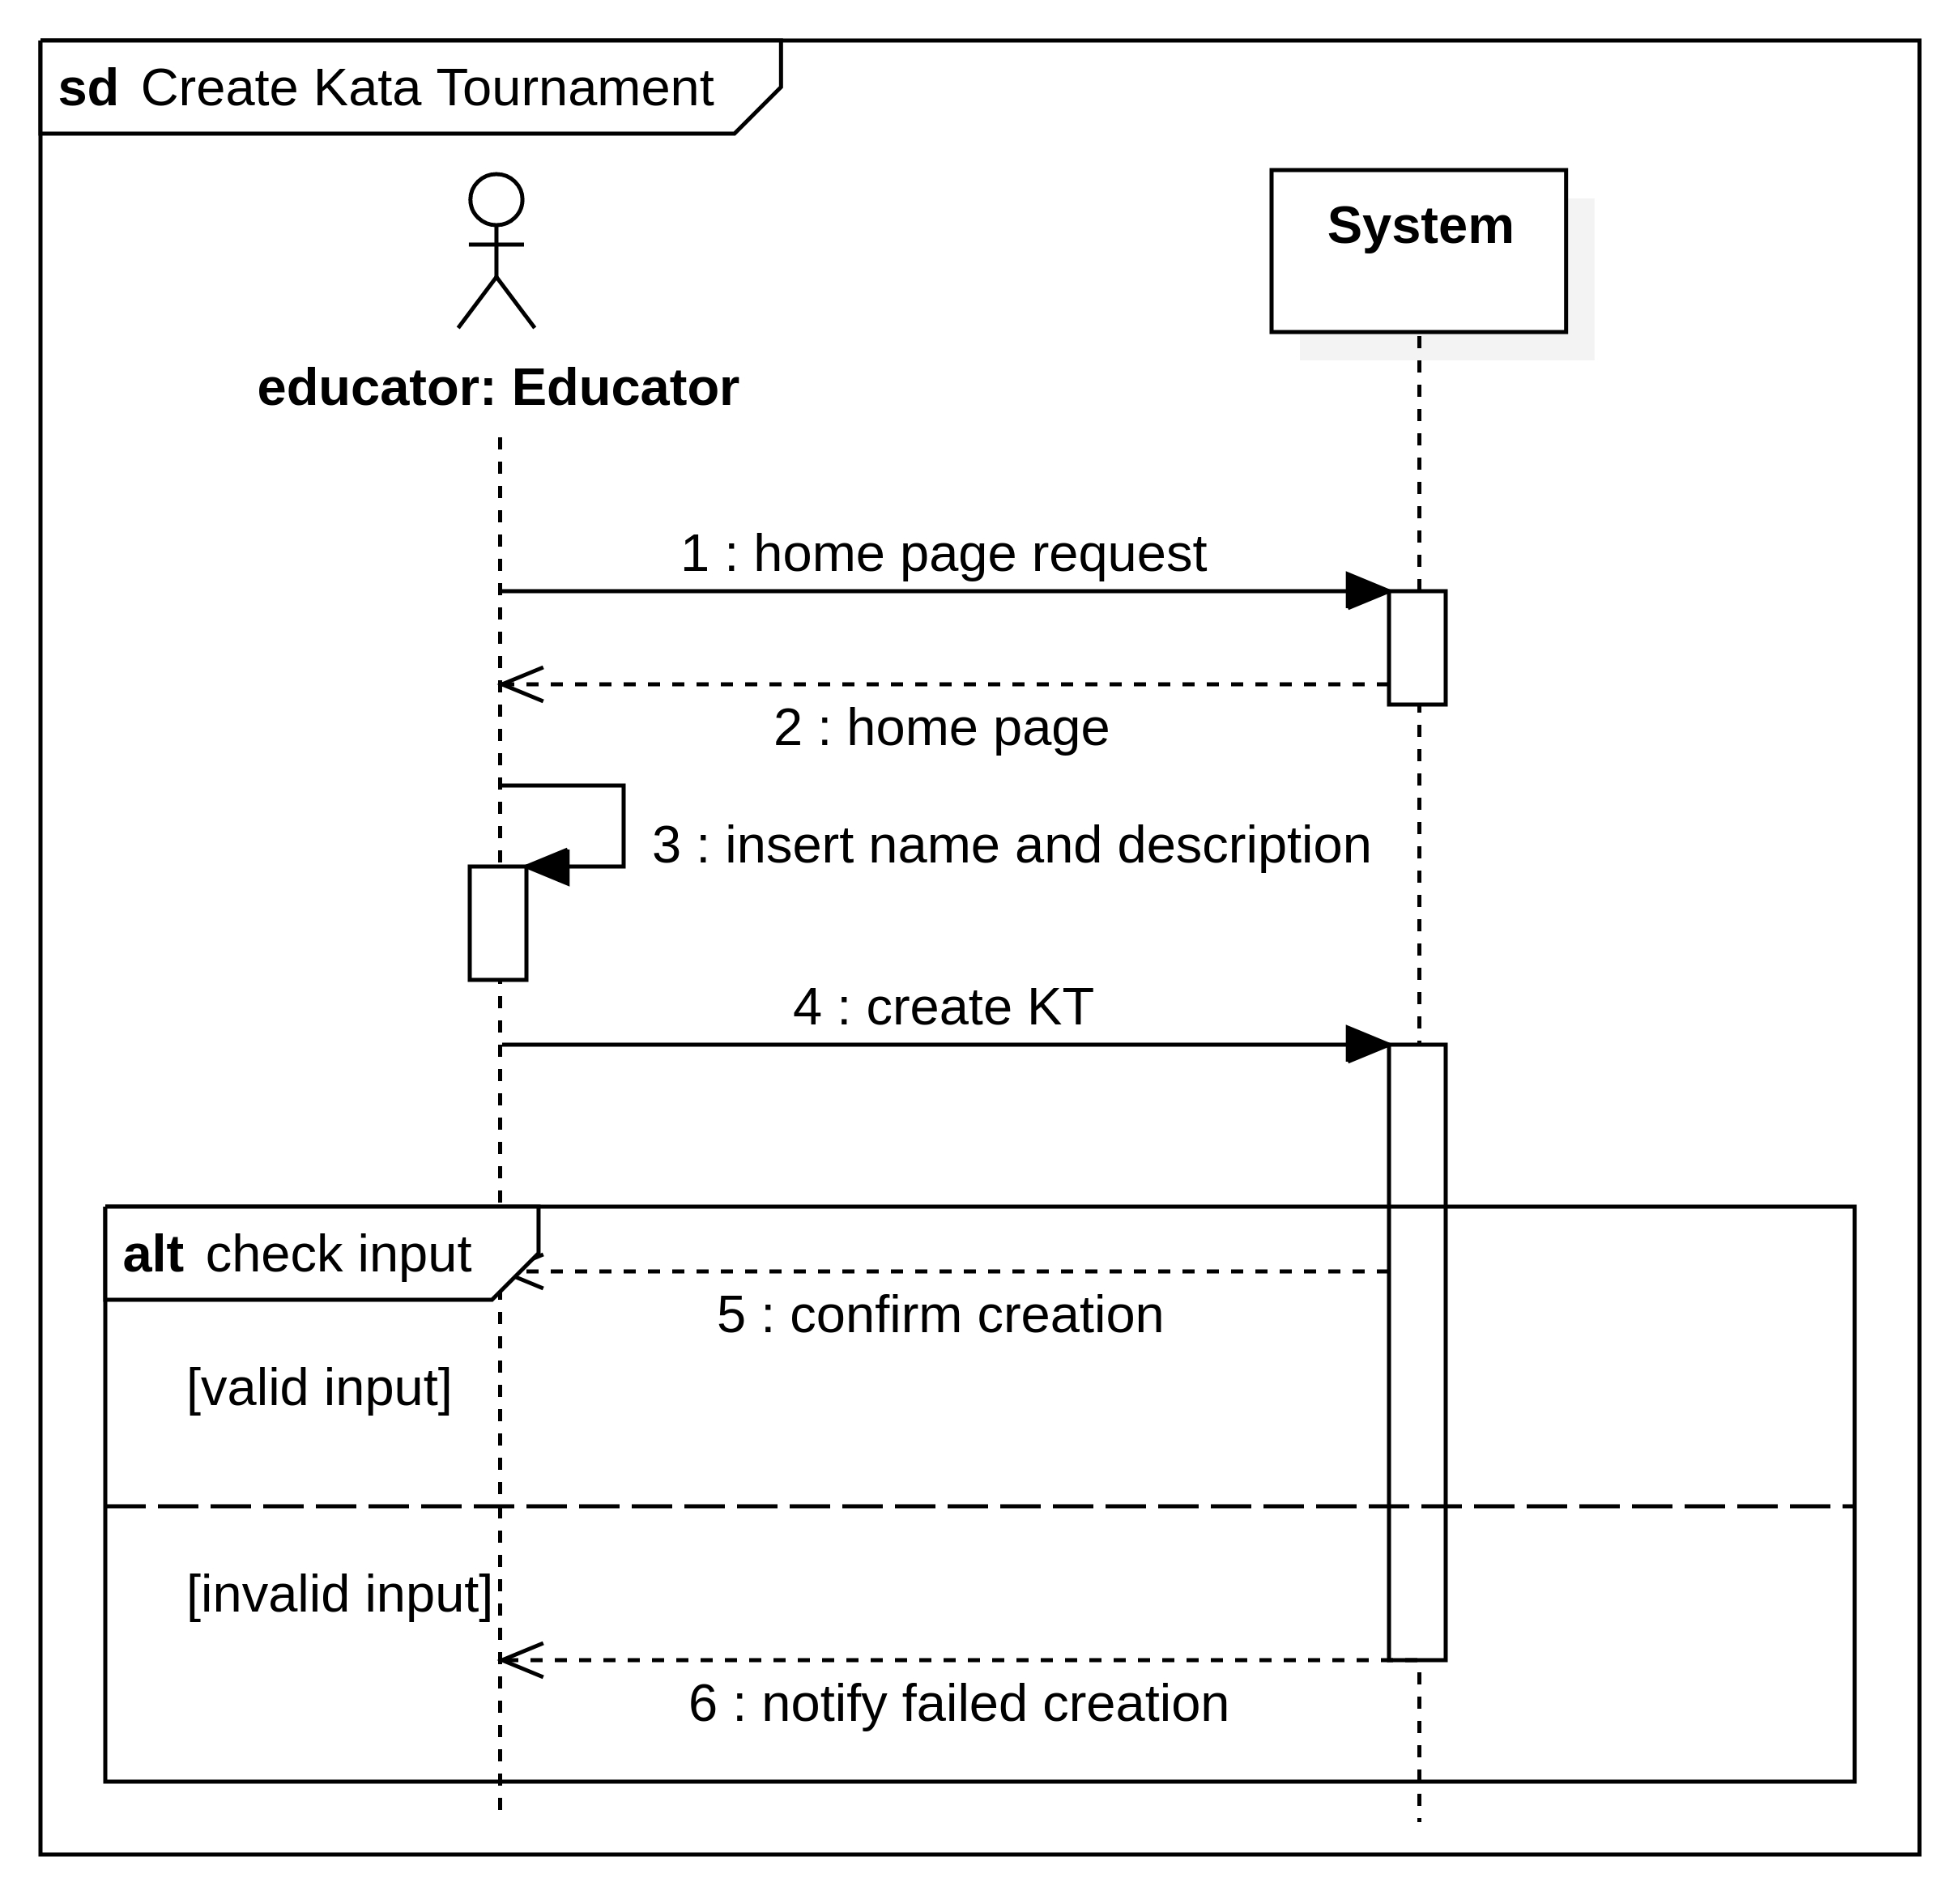 sd Create Kata Tournament
System
educator: Educator
1 : home page request
2 : home page
3 : insert name and description
4 : create KT
alt check input
5 : confirm creation
[valid input]
[invalid input]
6 : notify failed creation